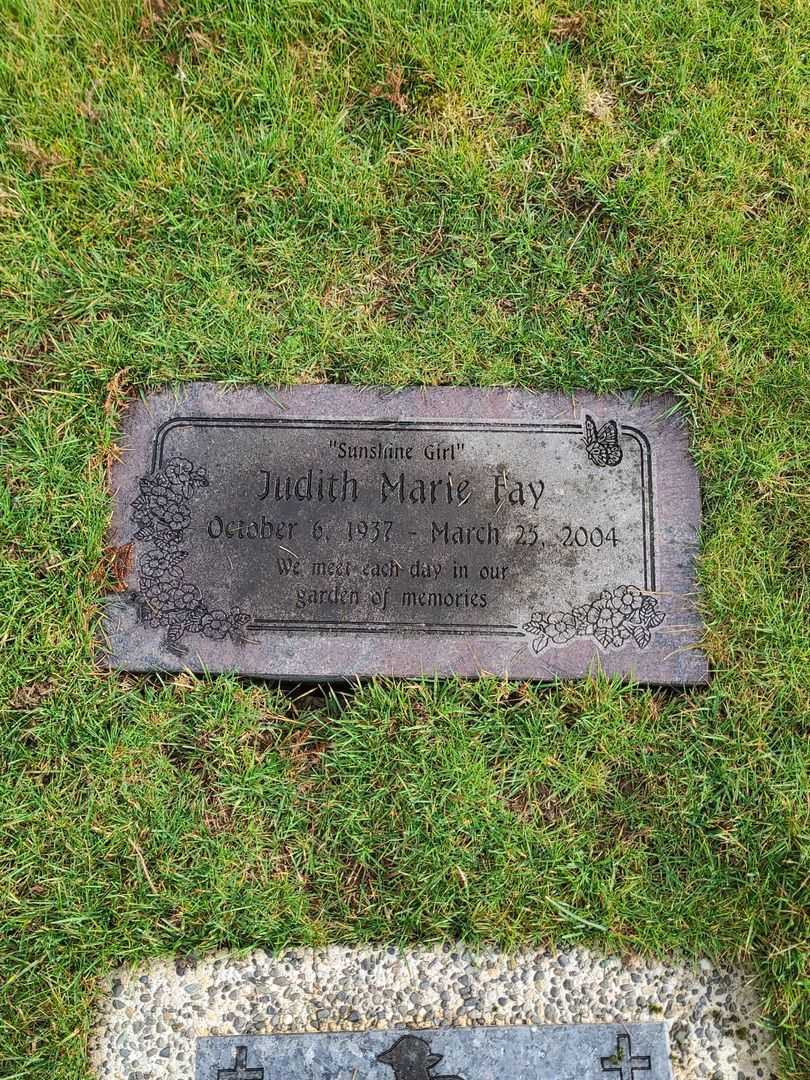 "Sunshine Girl"
Judith Marie Fay
October 6, 1937 - March 25, 2004
We meet each day in our
garden of memories